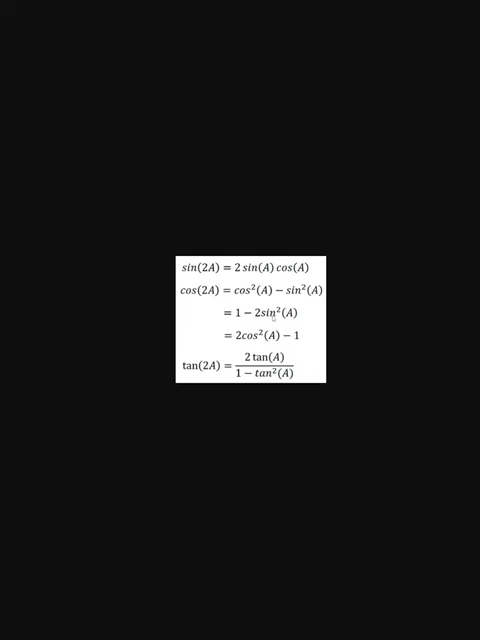 sin(2A) = 2 sin(A) cos(A)
cos(2A) = cos²(A) − sin²(A)
= 1 − 2sin²(A)
= 2cos²(A) − 1
tan(2A) = 2 tan(A) / 1 − tan²(A)